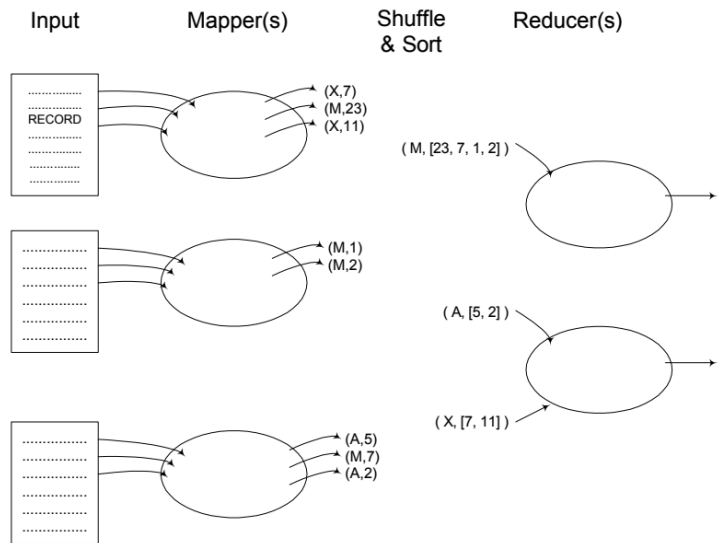 Input
Mapper(s)
Shuffle
& Sort
Reducer(s)
RECORD
(X,7)
(M,23)
(X,11)
(M,1)
(M,2)
(A,5)
(M,7)
(A,2)
( M, [23, 7, 1, 2] )
( A, [5, 2] )
( X, [7, 11] )